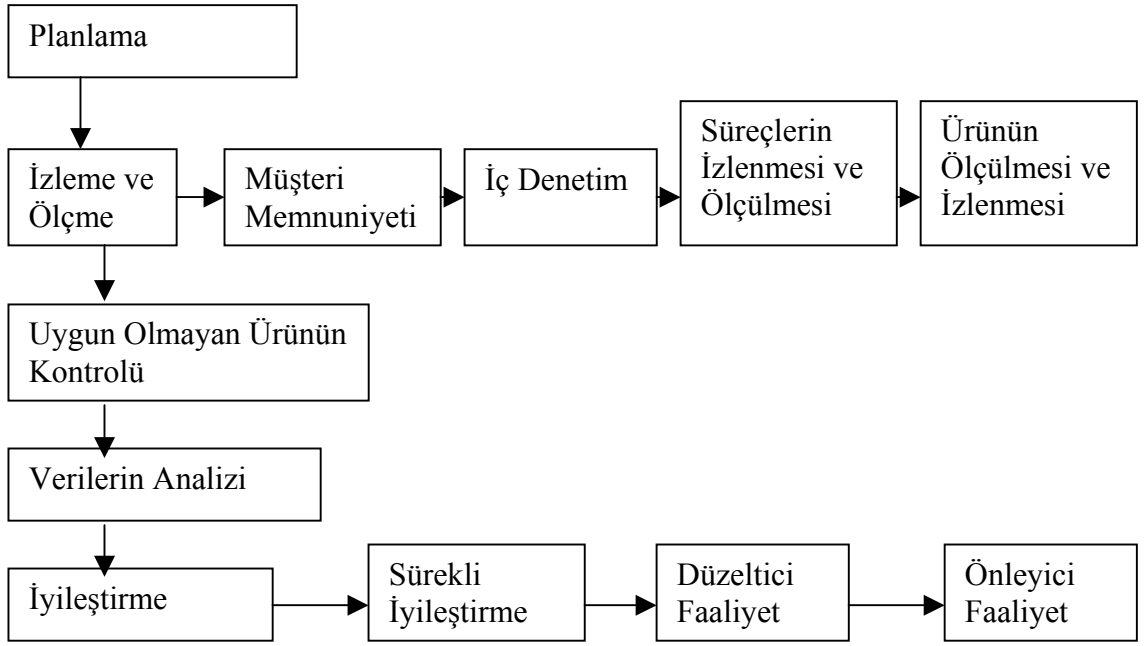 Planlama
İzleme ve
Ölçme
Müşteri
Memnuniyeti
İç Denetim
Süreçlerin
İzlenmesi ve
Ölçülmesi
Ürünün
Ölçülmesi ve
İzlenmesi
Uygun Olmayan Ürünün
Kontrolü
Verilerin Analizi
İyileştirme
Sürekli
İyileştirme
Düzeltici
Faaliyet
Önleyici
Faaliyet